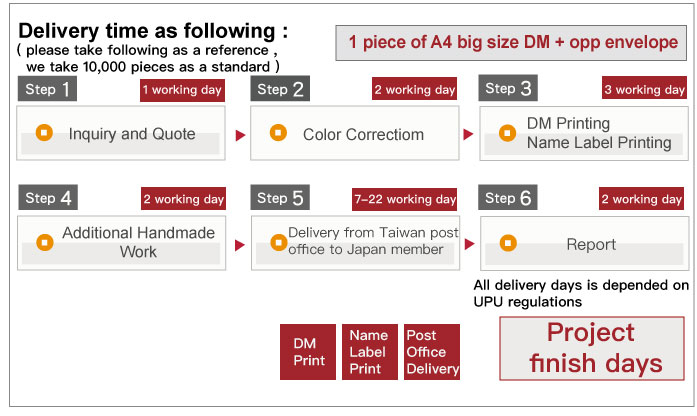 Delivery time as following :
( please take following as a reference ,
we take 10,000 pieces as a standard )
1 piece of A4 big size DM + opp envelope
Step 1
1 working day
Inquiry and Quote
Step 2
2 working day
Color Correctiom
Step 3
3 working day
DM Printing
Name Label Printing
Step 4
2 working day
Additional Handmade
Work
Step 5
7–22 working day
Delivery from Taiwan post
office to Japan member
Step 6
2 working day
Report
All delivery days is depended on
UPU regulations
DM
Print
Name
Label
Print
Post
Office
Delivery
Project
finish days